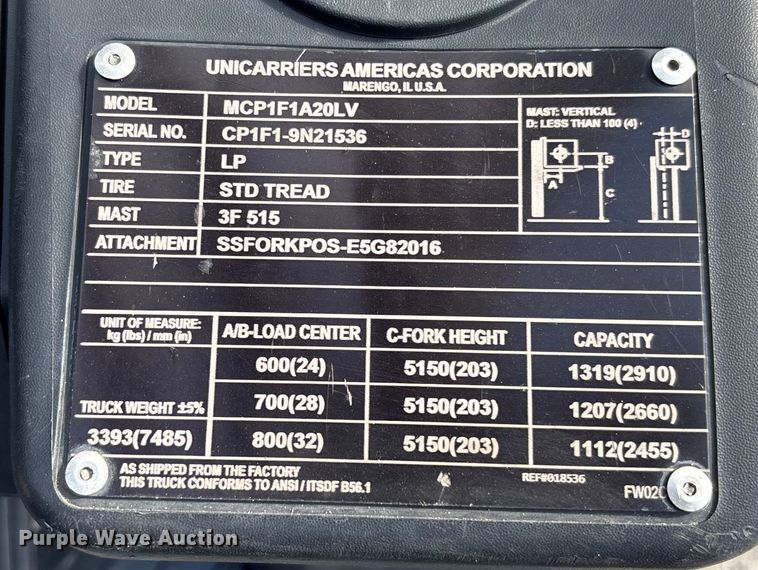 UNICARRIERS AMERICAS CORPORATION
MARENGO, IL U.S.A.
MODEL MCP1F1A20LV
SERIAL NO. CP1F1-9N21536
TYPE LP
TIRE STD TREAD
MAST 3F 515
ATTACHMENT SSFORKPOS-E5G82016
MAST: VERTICAL
D: LESS THAN 100 (4)
D
B
A
C
UNIT OF MEASURE:
kg (lbs) / mm (in)
A/B-LOAD CENTER C-FORK HEIGHT CAPACITY
600(24) 5150(203) 1319(2910)
TRUCK WEIGHT ±5% 700(28) 5150(203) 1207(2660)
3393(7485) 800(32) 5150(203) 1112(2455)
AS SHIPPED FROM THE FACTORY
THIS TRUCK CONFORMS TO ANSI / ITSDF B56.1
REF#018536
Purple Wave Auction